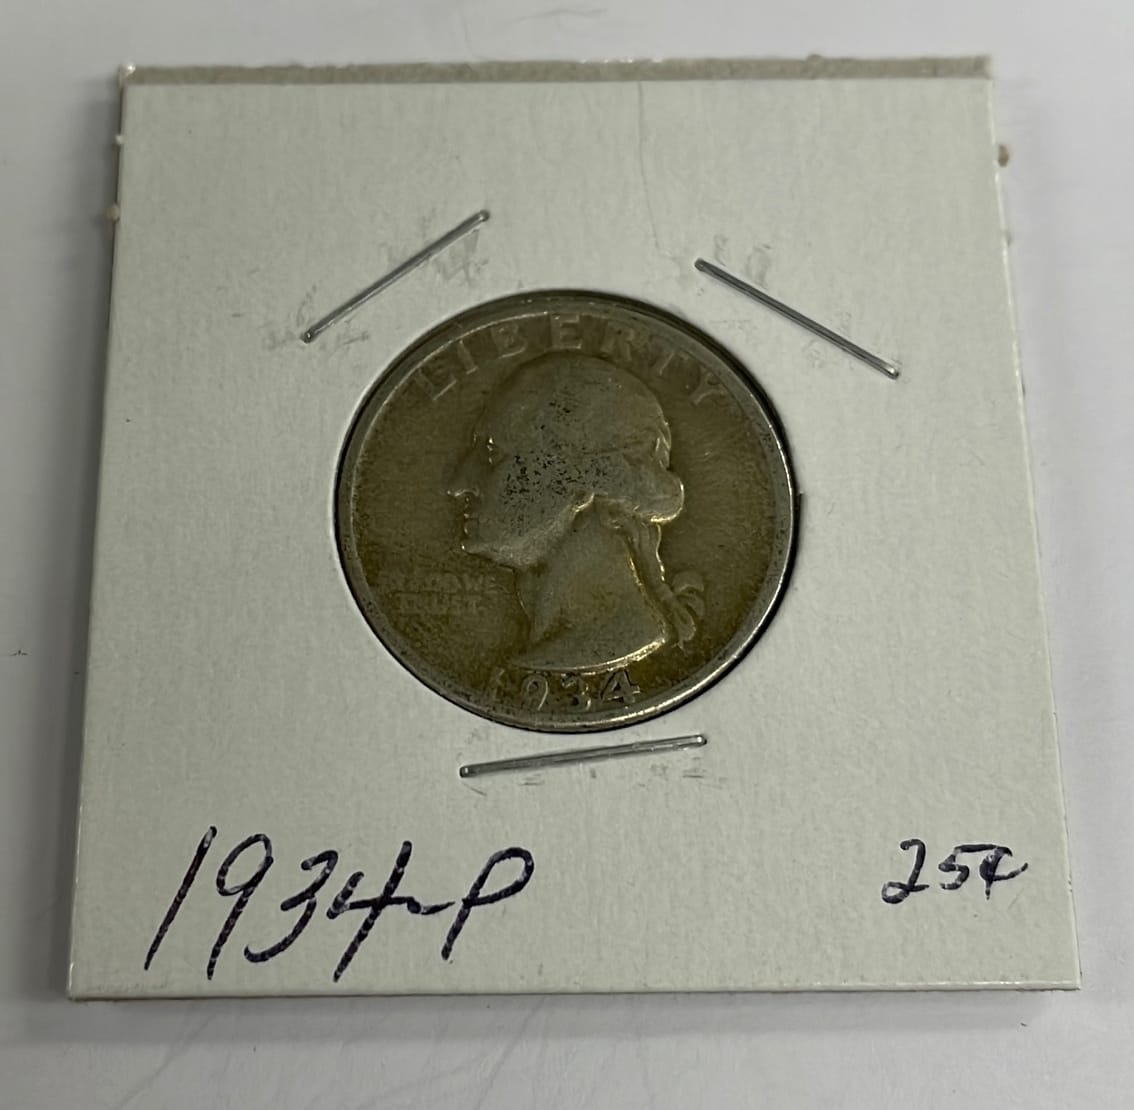 LIBERTY
IN GOD WE
TRUST
1934
1934-P 25¢